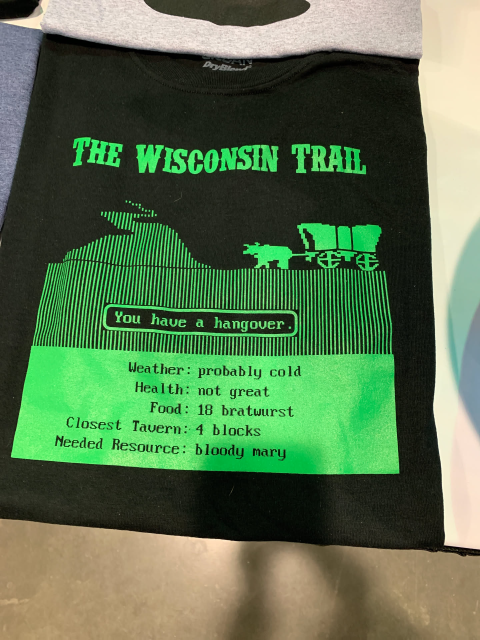 DryBlend
THE WISCONSIN TRAIL
You have a hangover.
Weather: probably cold
Health: not great
Food: 18 bratwurst
Closest Tavern: 4 blocks
Needed Resource: bloody mary